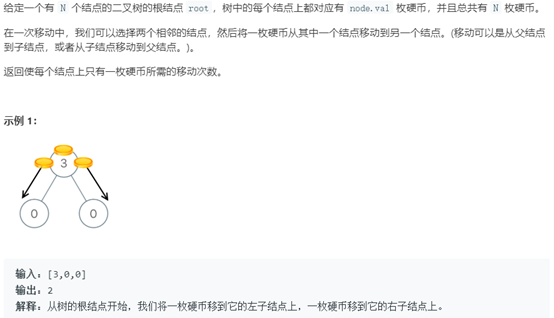 给定一个有 N 个结点的二叉树的根结点 root，树中的每个结点上都对应有 node.val 枚硬币，并且总共有 N 枚硬币。
在一次移动中，我们可以选择两个相邻的结点，然后将一枚硬币从其中一个结点移动到另一个结点。(移动可以是从父结点
到子结点，或者从子结点移动到父结点。)。
返回使每个结点上只有一枚硬币所需的移动次数。
示例 1：
3
0 0
输入：[3,0,0]
输出：2
解释：从树的根结点开始，我们将一枚硬币移到它的左子结点上，一枚硬币移到它的右子结点上。